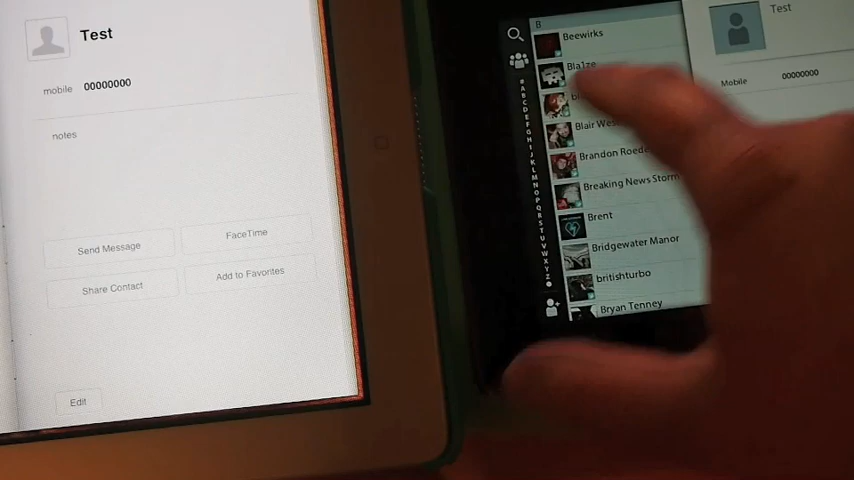 Test
mobile 00000000
notes
Send Message
FaceTime
Share Contact
Add to Favorites
Edit
B
Beewirks
Bla1ze
Blair Wes
Brandon Roede
Breaking News Storm
Brent
Bridgewater Manor
britishturbo
Bryan Tenney
#
A
B
C
D
E
F
G
H
I
J
K
L
M
N
O
P
Q
R
S
T
U
V
W
X
Y
Z
Test
Mobile 00000000